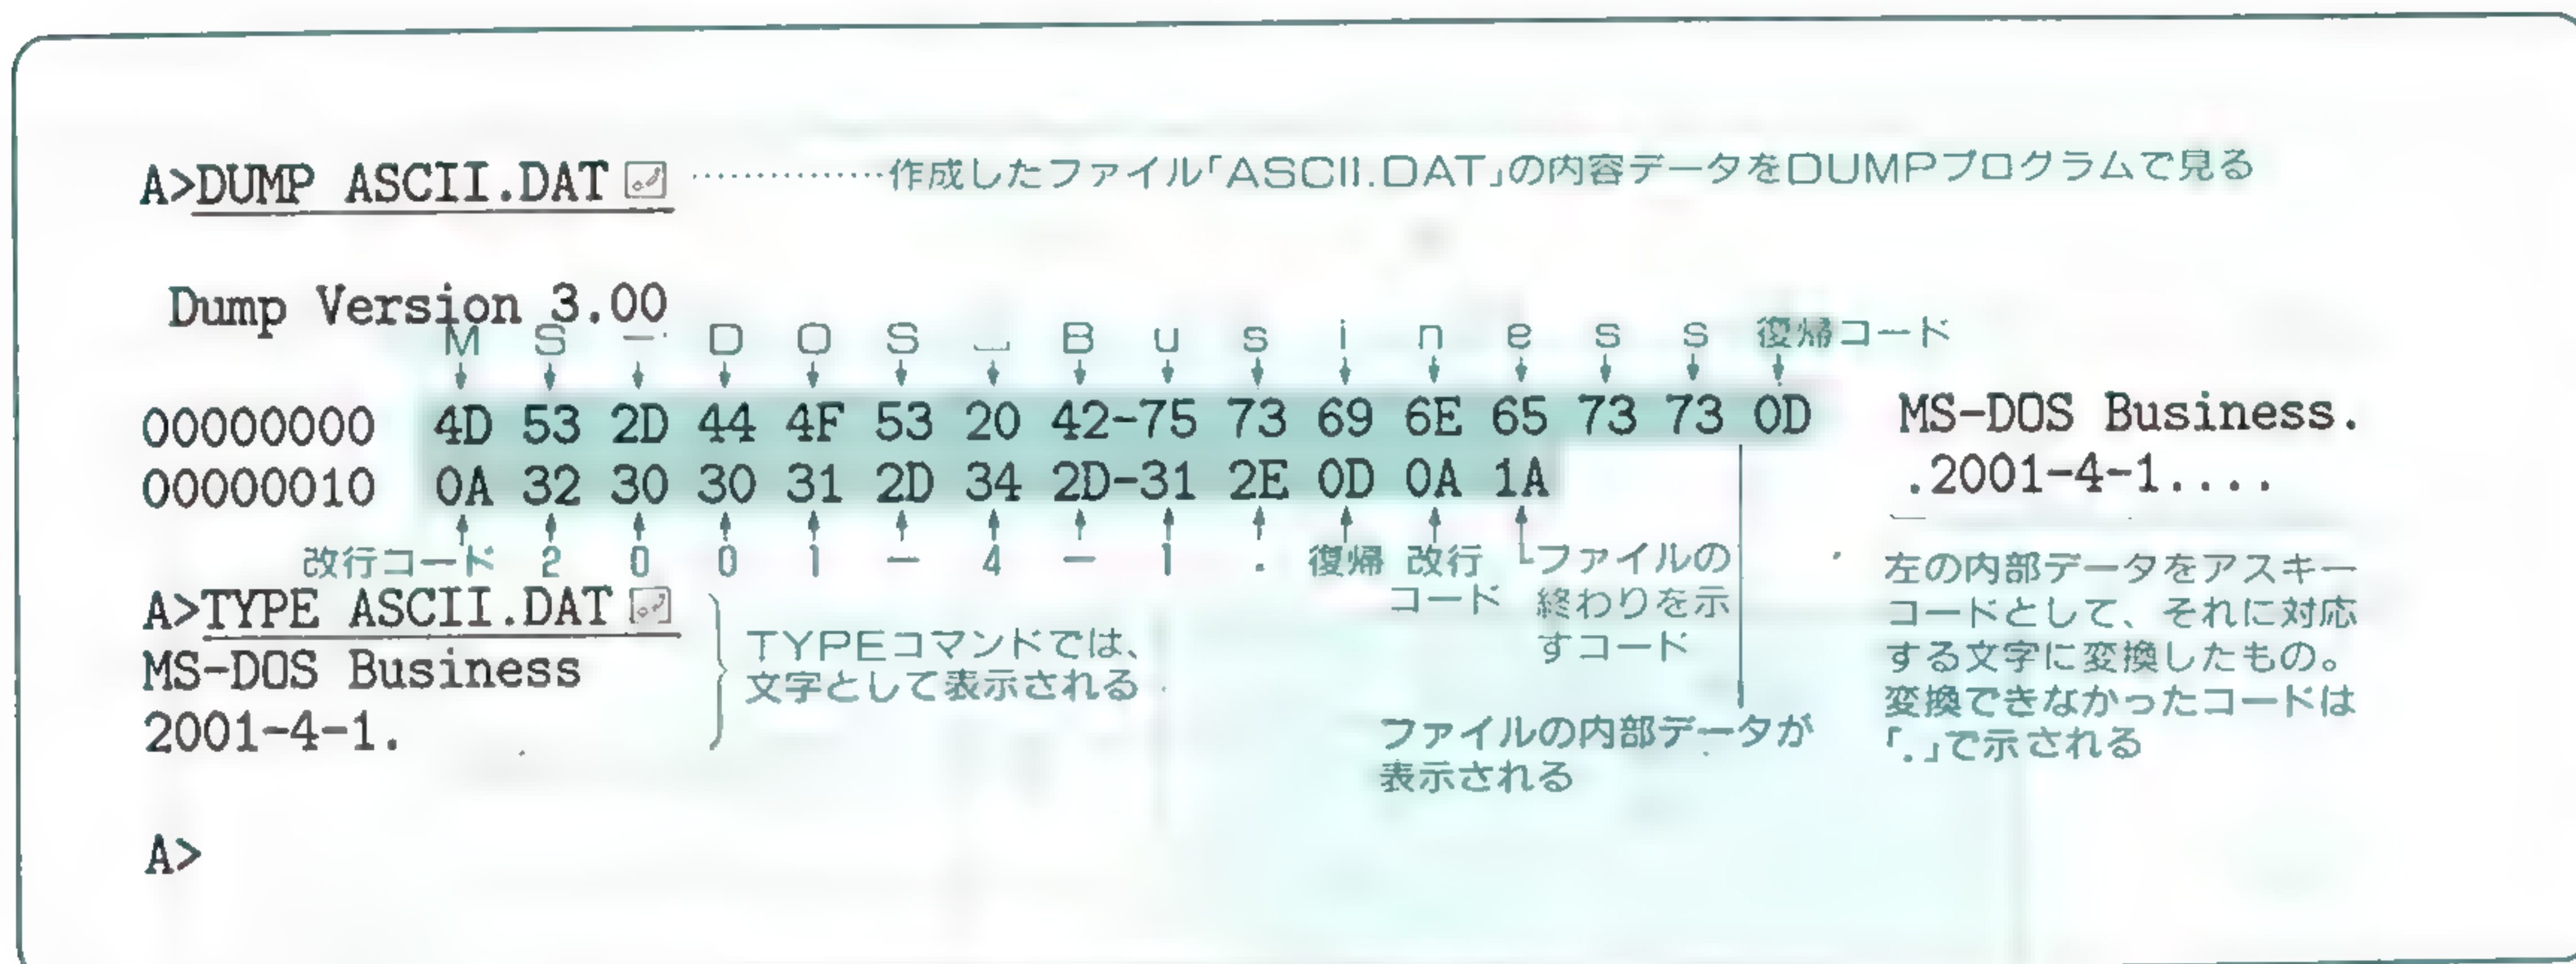 A>DUMP ASCII.DAT ……………作成したファイル「ASCII.DAT」の内容データをDUMPプログラムで見る
Dump Version 3.00
M S - D O S ␣ B u s i n e s s 復帰コード
00000000 4D 53 2D 44 4F 53 20 42-75 73 69 6E 65 73 73 0D MS-DOS Business.
00000010 0A 32 30 30 31 2D 34 2D-31 2E 0D 0A 1A .2001-4-1....
改行コード 2 0 0 1 - 4 - 1 . 復帰 改行
コード
ファイルの
終わりを示
すコード
A>TYPE ASCII.DAT
MS-DOS Business
2001-4-1.
TYPEコマンドでは、
文字として表示される
ファイルの内部データが
表示される
左の内部データをアスキー
コードとして、それに対応
する文字に変換したもの。
変換できなかったコードは
「.」で示される
A>